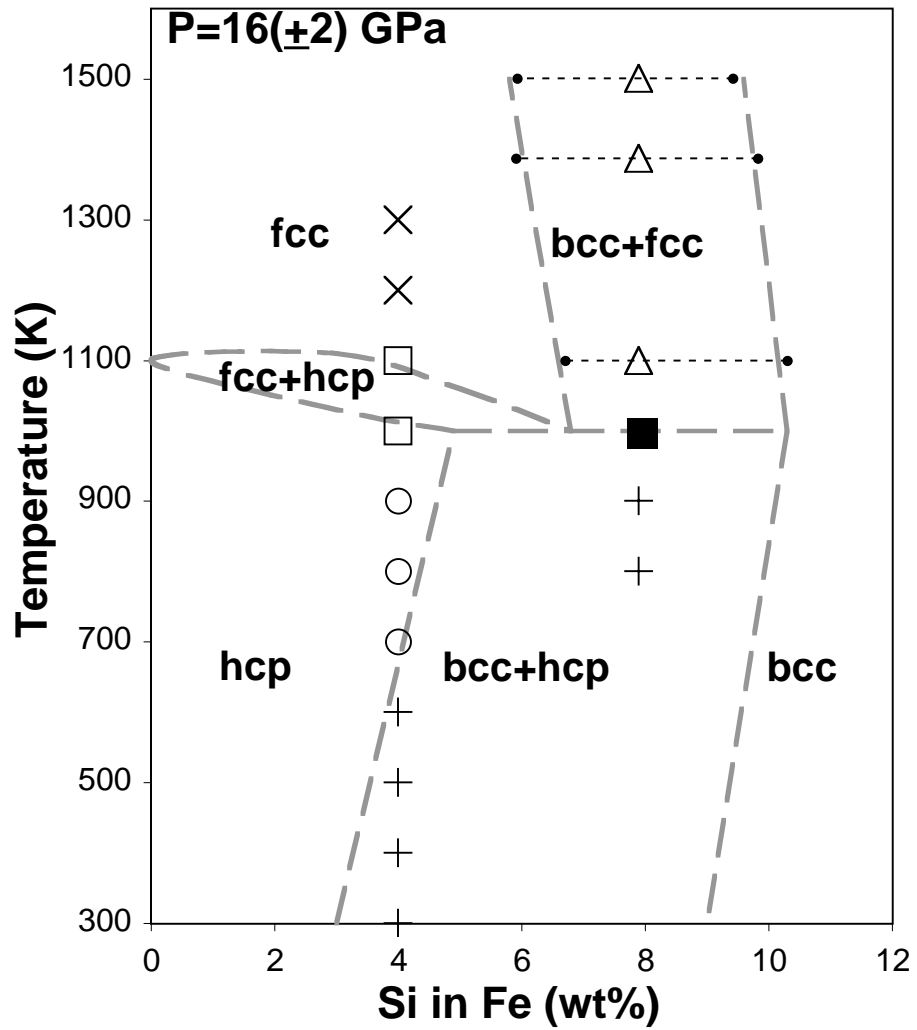 P=16(±2) GPa
1500
1300
fcc
bcc+fcc
1100
fcc+hcp
900
700
hcp
bcc+hcp
bcc
500
300
0
2
4
6
8
10
12
Temperature (K)
Si in Fe (wt%)